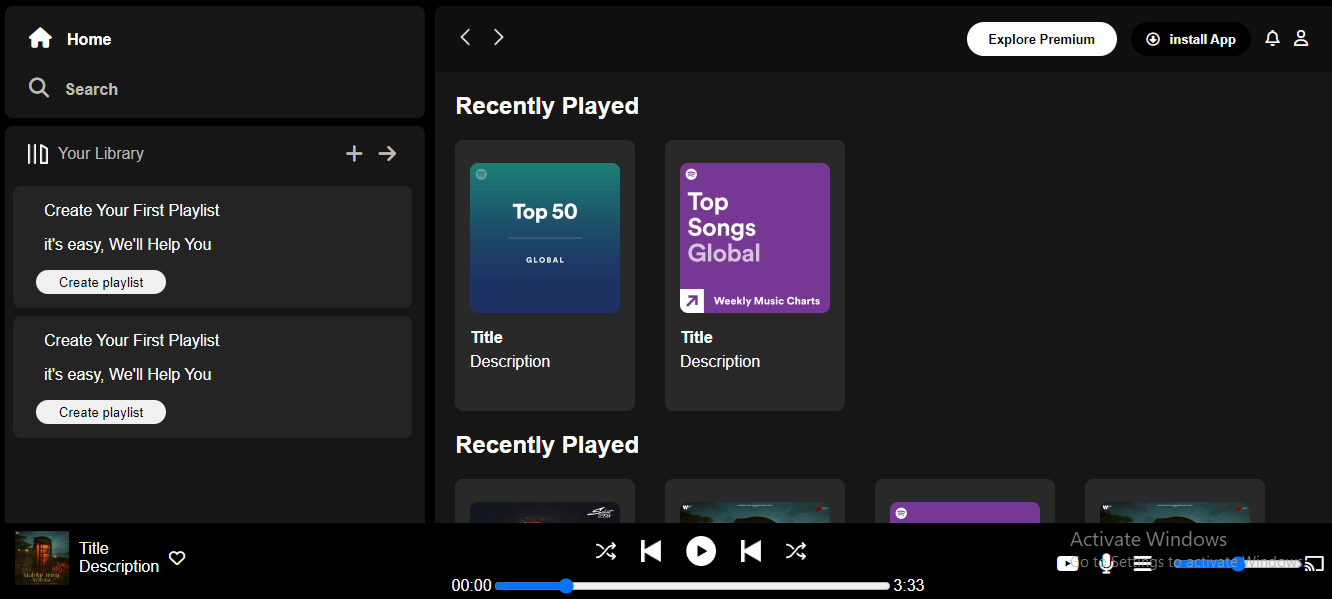 Home
Search
Your Library
Create Your First Playlist
it's easy, We'll Help You
Create playlist
Create Your First Playlist
it's easy, We'll Help You
Create playlist
Explore Premium
install App
Recently Played
Top 50
GLOBAL
Title
Description
Top
Songs
Global
Weekly Music Charts
Title
Description
Recently Played
Title
Description
00:00
3:33
Activate Windows
Go to Settings to activate Windows.